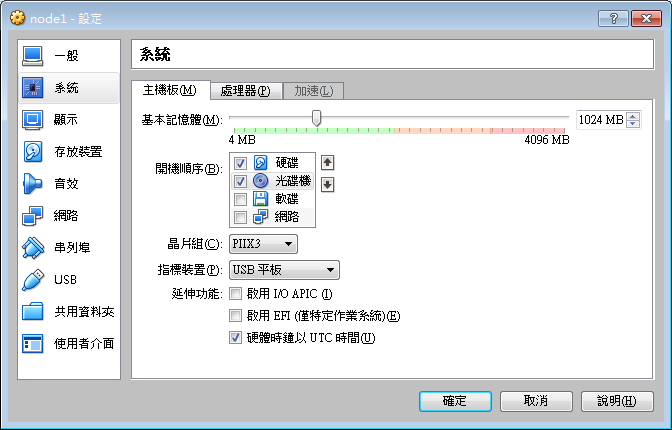 node1 - 設定
一般
系統
顯示
存放裝置
音效
網路
串列埠
USB
共用資料夾
使用者介面
系統
主機板(M) 處理器(P) 加速(L)
基本記憶體(M): 1024 MB
4 MB 4096 MB
開機順序(B): 硬碟
光碟機
軟碟
網路
晶片組(C): PIIX3
指標裝置(P): USB 平板
延伸功能: 啟用 I/O APIC (I)
啟用 EFI (僅特定作業系統)(E)
硬體時鐘以 UTC 時間(U)
確定 取消 說明(H)